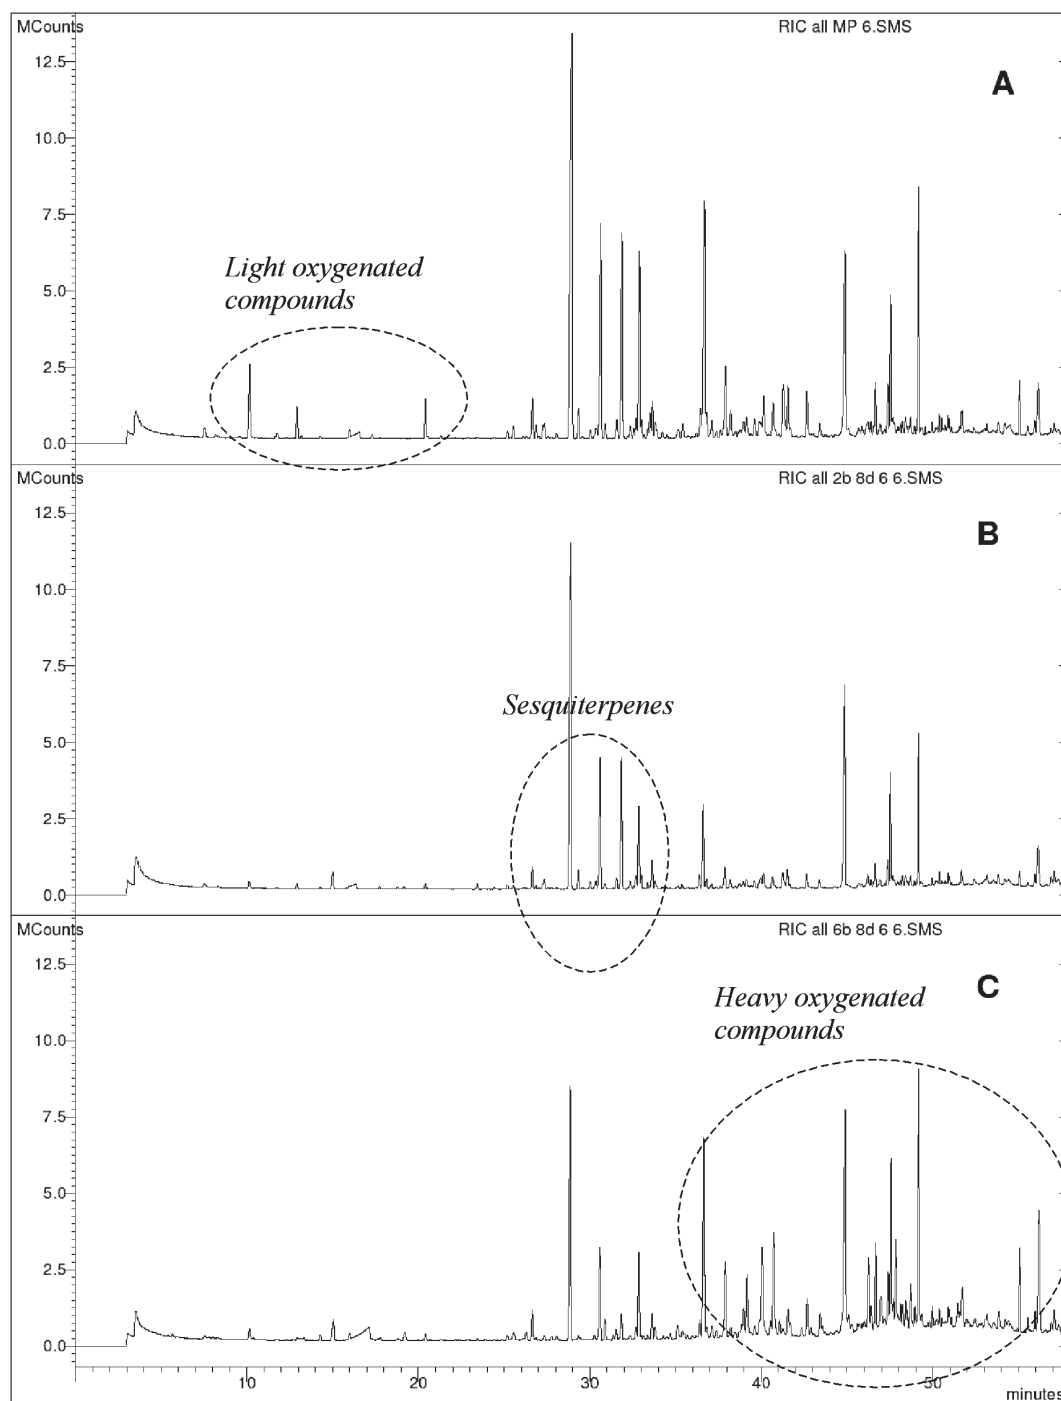 MCounts
RIC all MP 6.SMS
A
12.5
10.0
7.5
5.0
2.5
0.0
Light oxygenated
compounds
MCounts
RIC all 2b 8d 6 6.SMS
B
12.5
10.0
7.5
5.0
2.5
0.0
Sesquiterpenes
MCounts
RIC all 6b 8d 6 6.SMS
C
12.5
10.0
7.5
5.0
2.5
0.0
Heavy oxygenated
compounds
10
20
30
40
50
minutes